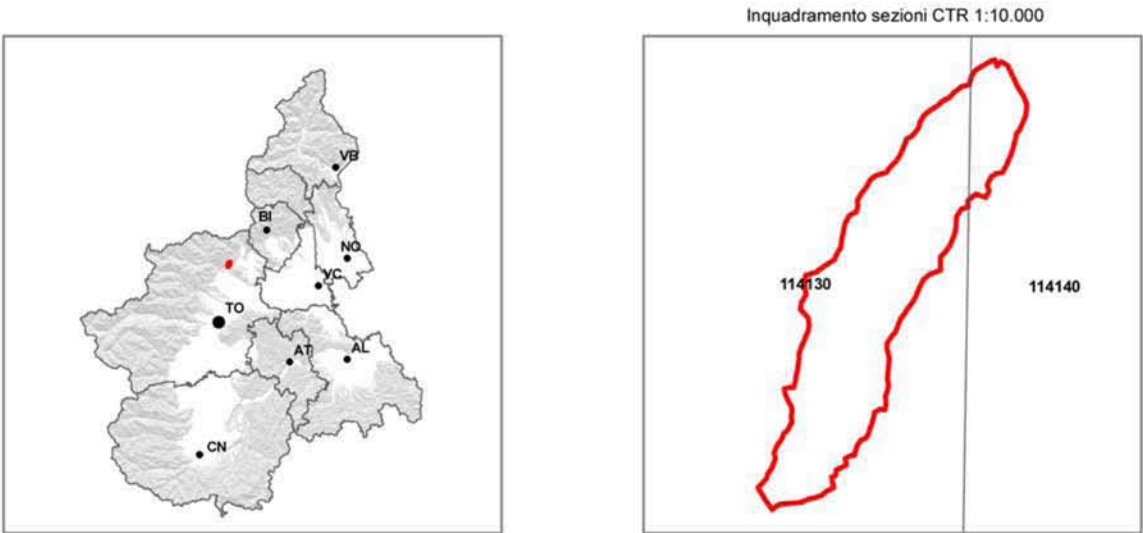 Inquadramento sezioni CTR 1:10.000
VB
BI
NO
VC
TO
AT
AL
CN
114130
114140